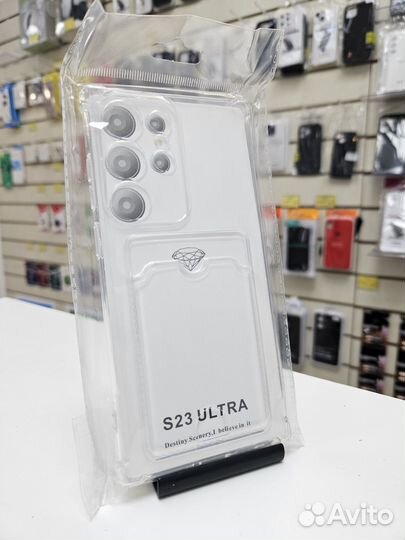 S23 ULTRA
Destiny Scenery,I believe in it
Avito